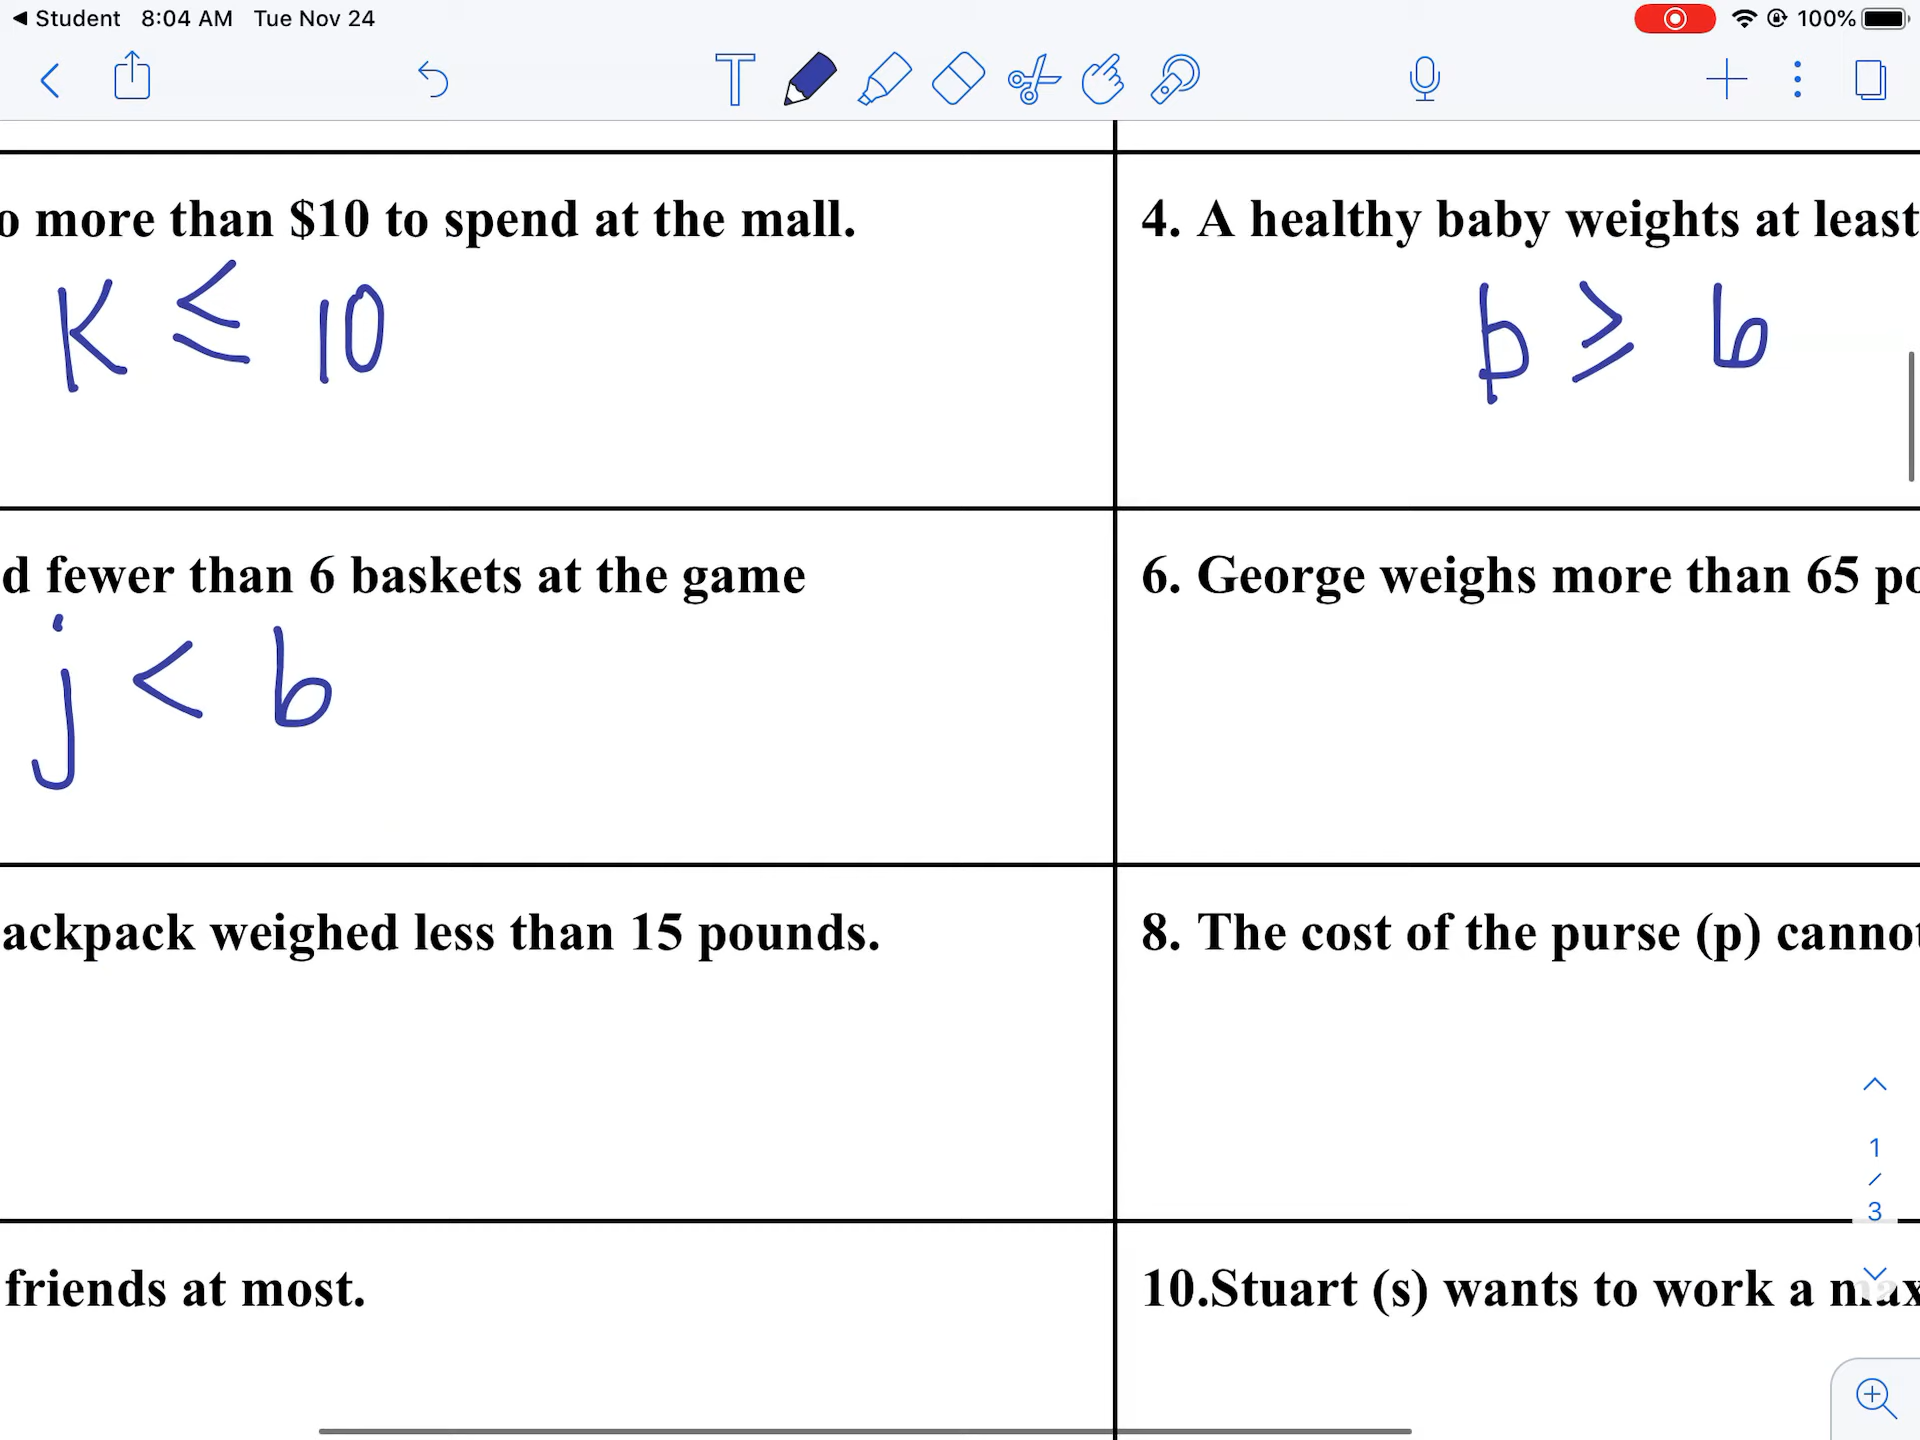 Student 8:04 AM Tue Nov 24 100%
o more than $10 to spend at the mall.
K ≤ 10
4. A healthy baby weights at least
b ≥ 6
d fewer than 6 baskets at the game
j < 6
6. George weighs more than 65 po
ackpack weighed less than 15 pounds.
8. The cost of the purse (p) cannot
friends at most.
10.Stuart (s) wants to work a max
1
/
3